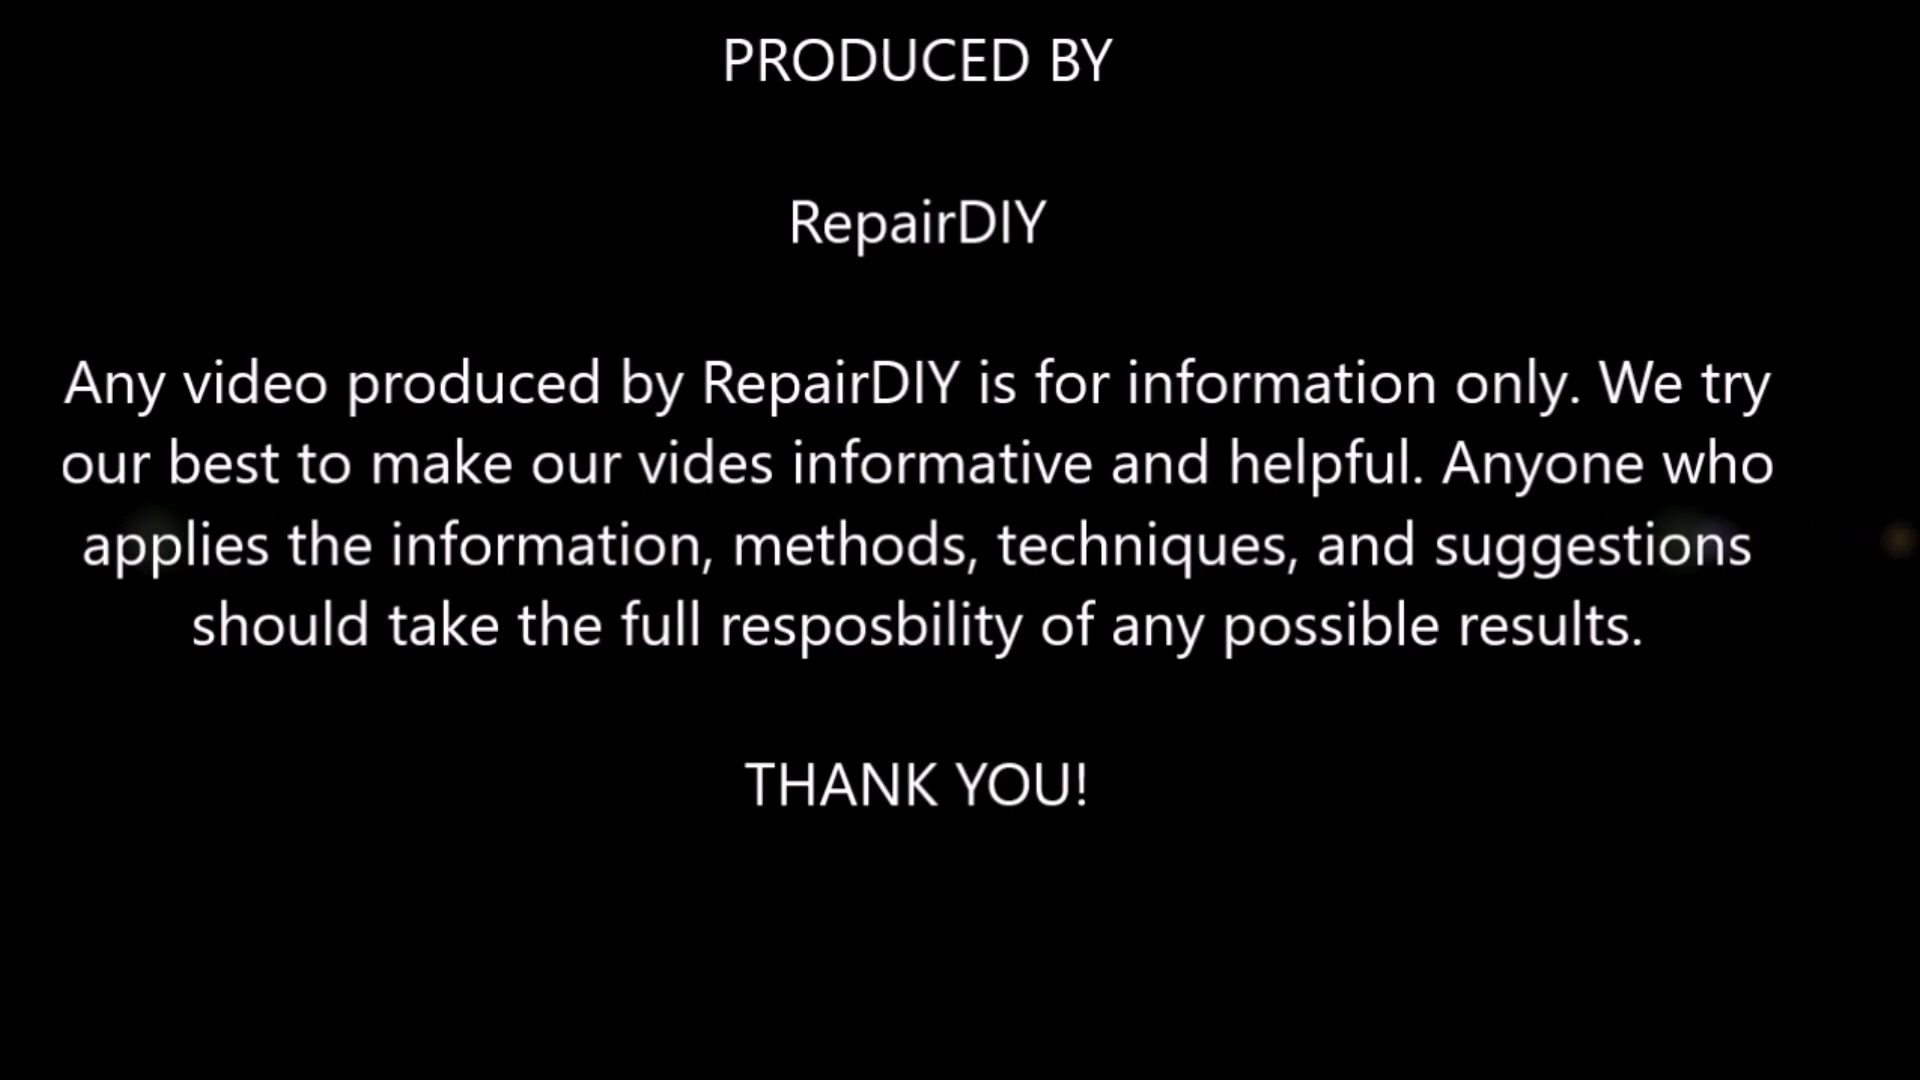 PRODUCED BY
RepairDIY
Any video produced by RepairDIY is for information only. We try
our best to make our vides informative and helpful. Anyone who
applies the information, methods, techniques, and suggestions
should take the full resposbility of any possible results.
THANK YOU!